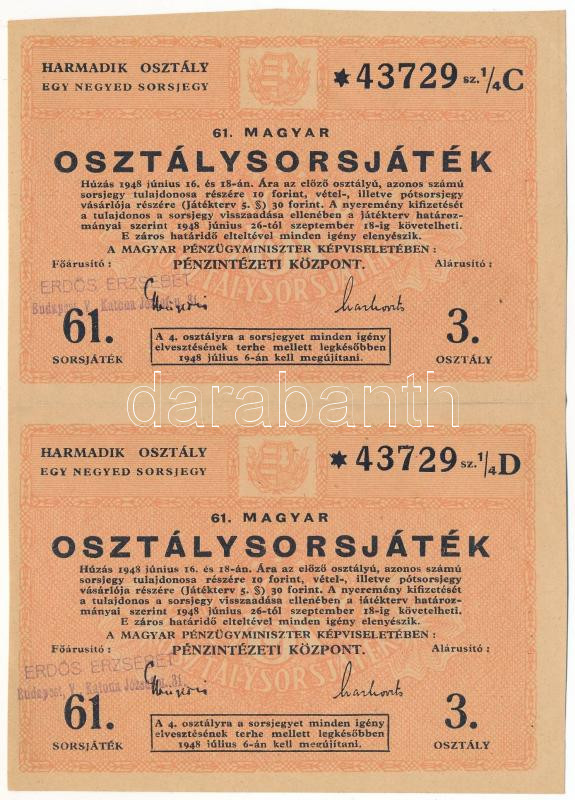 HARMADIK OSZTÁLY
EGY NEGYED SORSJEGY
*43729 sz. 1/4 C
61. MAGYAR
OSZTÁLYSORSJÁTÉK
Húzás 1948 június 16. és 18-án. Ára az előző osztályú, azonos számú
sorsjegy tulajdonosa részére 10 forint, vétel-, illetve pótsorsjegy
vásárlója részére (Játékterv 5. §) 30 forint. A nyeremény kifizetését
a tulajdonos a sorsjegy visszaadása ellenében a játékterv határoz-
mányai szerint 1948 június 26-tól szeptember 18-ig követelheti.
E záros határidő elteltével minden igény elenyészik.
A MAGYAR PÉNZÜGYMINISZTER KÉPVISELETÉBEN:
Főárusító: PÉNZINTÉZETI KÖZPONT. Alárusító:
ERDŐS ERZSÉBET
Budapest, V. Katona József-u. 31.
61.
SORSJÁTÉK
A 4. osztályra a sorsjegyet minden igény
elvesztésének terhe mellett legkésőbben
1948 július 6-án kell megújítani.
3.
OSZTÁLY
darabanth
HARMADIK OSZTÁLY
EGY NEGYED SORSJEGY
*43729 sz. 1/4 D
61. MAGYAR
OSZTÁLYSORSJÁTÉK
Húzás 1948 június 16. és 18-án. Ára az előző osztályú, azonos számú
sorsjegy tulajdonosa részére 10 forint, vétel-, illetve pótsorsjegy
vásárlója részére (Játékterv 5. §) 30 forint. A nyeremény kifizetését
a tulajdonos a sorsjegy visszaadása ellenében a játékterv határoz-
mányai szerint 1948 június 26-tól szeptember 18-ig követelheti.
E záros határidő elteltével minden igény elenyészik.
A MAGYAR PÉNZÜGYMINISZTER KÉPVISELETÉBEN:
Főárusító: PÉNZINTÉZETI KÖZPONT. Alárusító:
ERDŐS ERZSÉBET
Budapest, V. Katona József-u. 31.
61.
SORSJÁTÉK
A 4. osztályra a sorsjegyet minden igény
elvesztésének terhe mellett legkésőbben
1948 július 6-án kell megújítani.
3.
OSZTÁLY